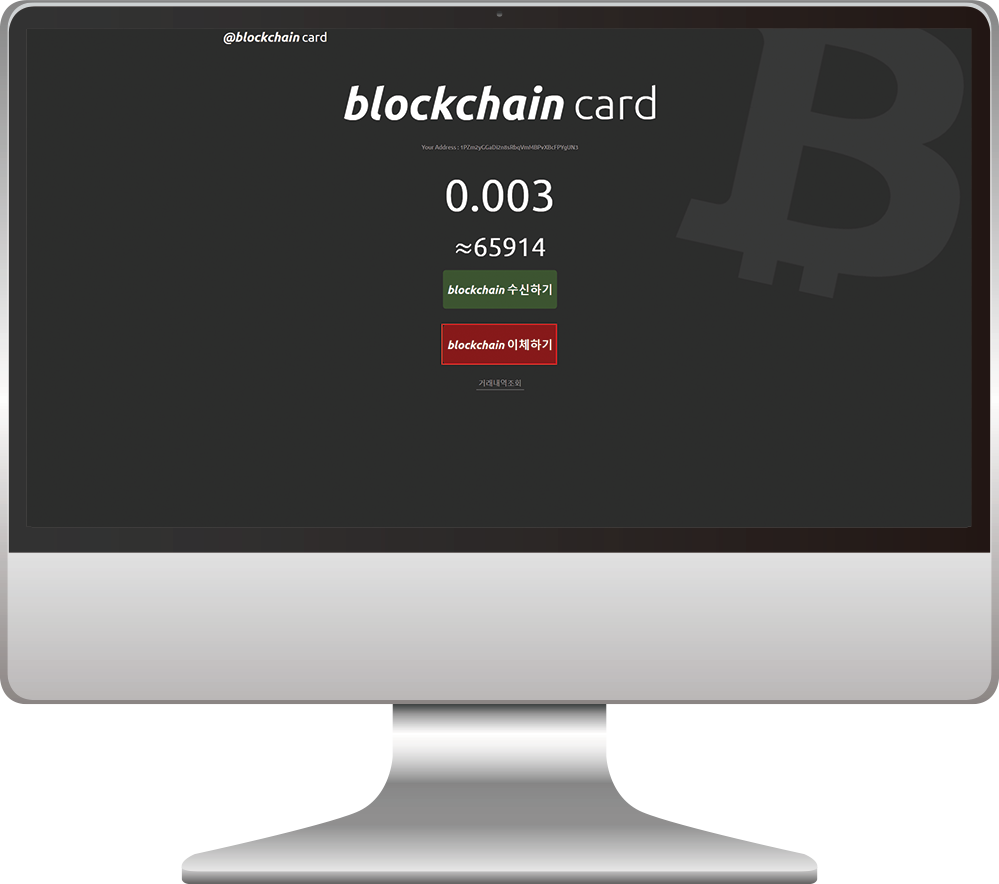 @blockchain card
blockchain card
Your Address :
0.003
≈65914
blockchain 수신하기
blockchain 이체하기
거래내역조회